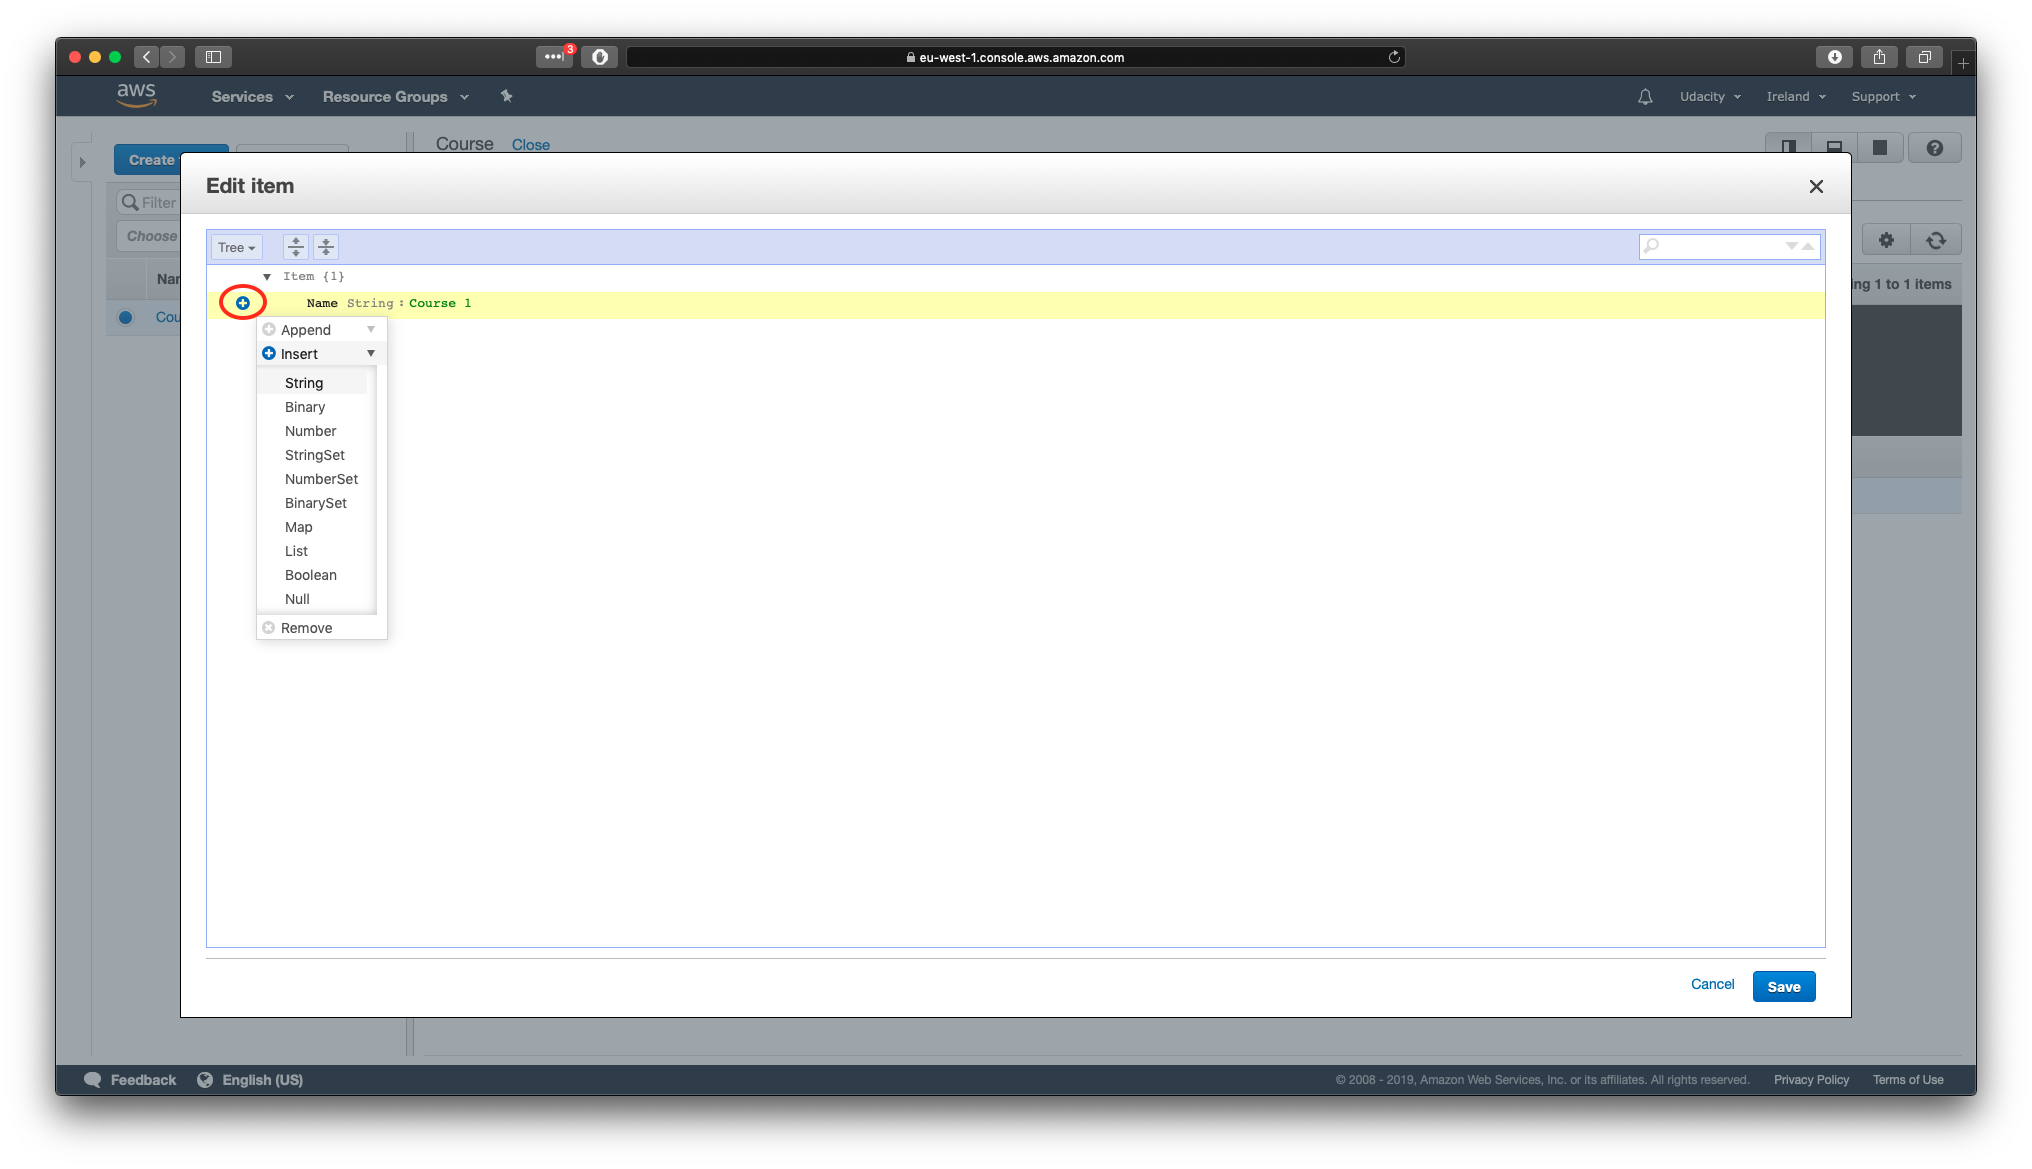 3
eu-west-1.console.aws.amazon.com
aws Services Resource Groups Udacity Ireland Support
Course Close
Create
Edit item
Filter
Choose
Tree
Item {1}
Name String : Course 1
ing 1 to 1 items
Append
Insert
String
Binary
Number
StringSet
NumberSet
BinarySet
Map
List
Boolean
Null
Remove
Cancel Save
Feedback English (US) © 2008 - 2019, Amazon Web Services, Inc. or its affiliates. All rights reserved. Privacy Policy Terms of Use